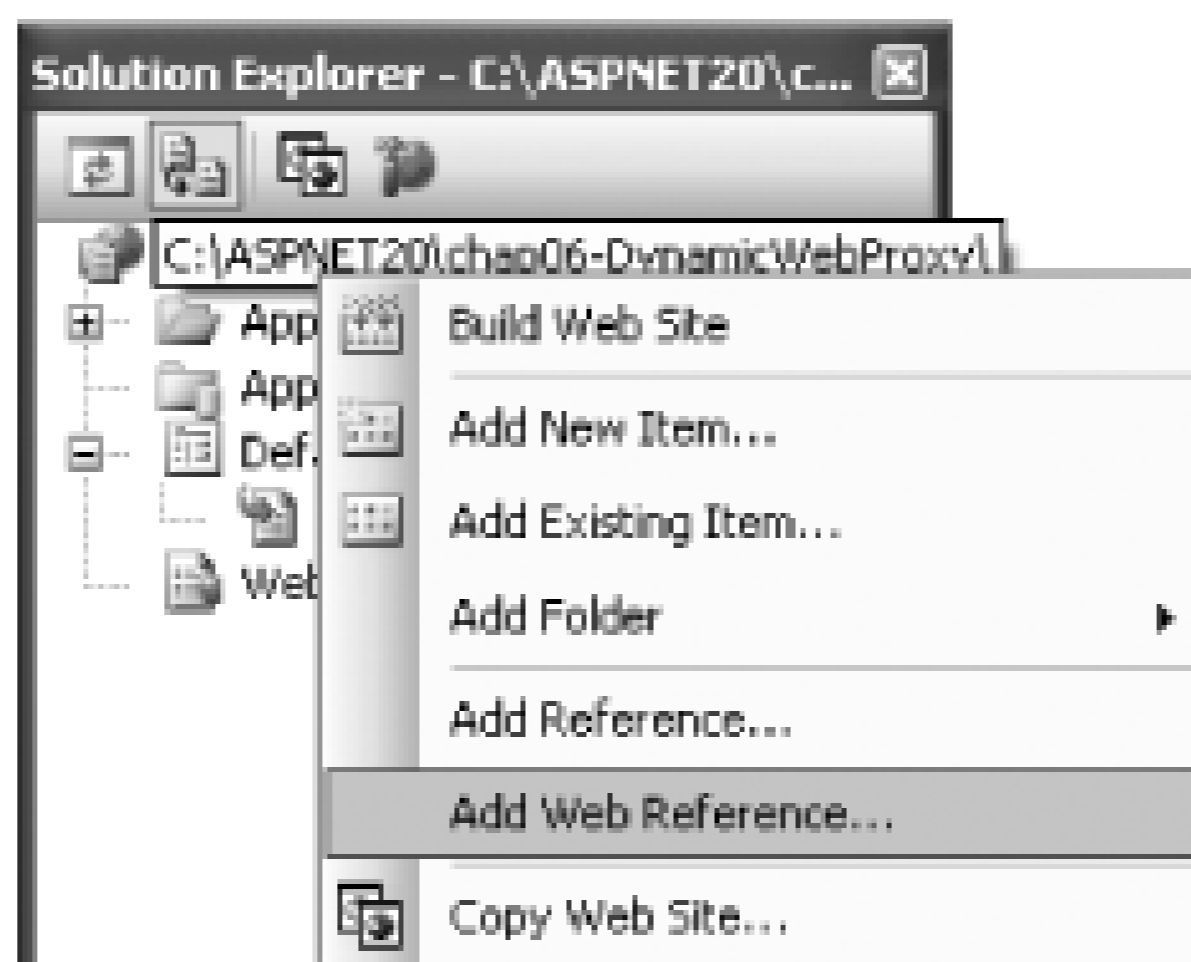 Solution Explorer - C:\ASPNET20\c...
C:\ASPNET20\chap06-DynamicWebProxy\
App
App
Def.
Web
Build Web Site
Add New Item...
Add Existing Item...
Add Folder
Add Reference...
Add Web Reference...
Copy Web Site...